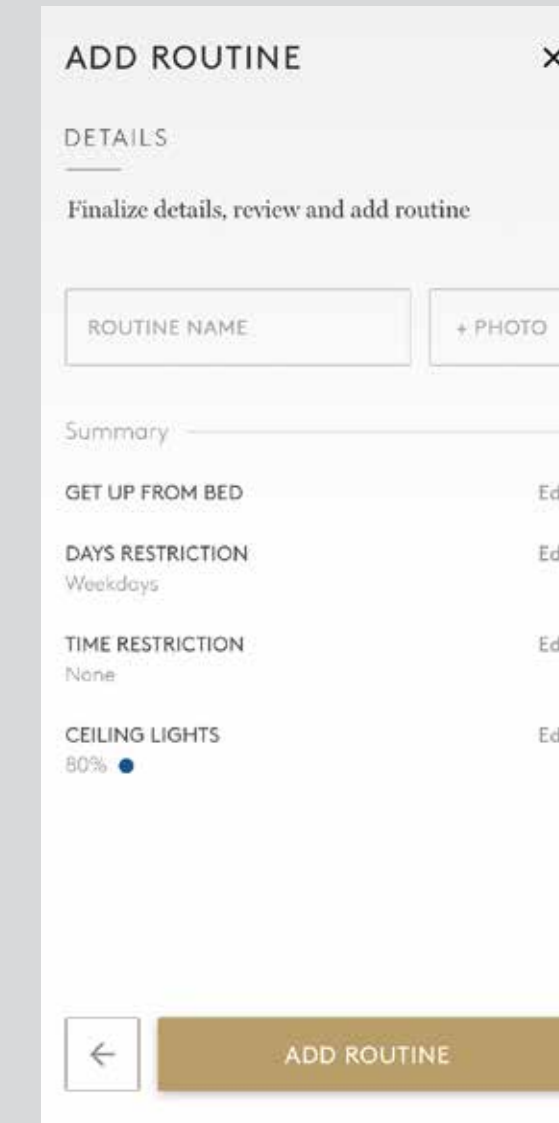 ADD ROUTINE
DETAILS
Finalize details, review and add routine
ROUTINE NAME
+ PHOTO
Summary
GET UP FROM BED
Ed
DAYS RESTRICTION
Ed
Weekdays
TIME RESTRICTION
Ed
None
CEILING LIGHTS
Ed
80%
ADD ROUTINE